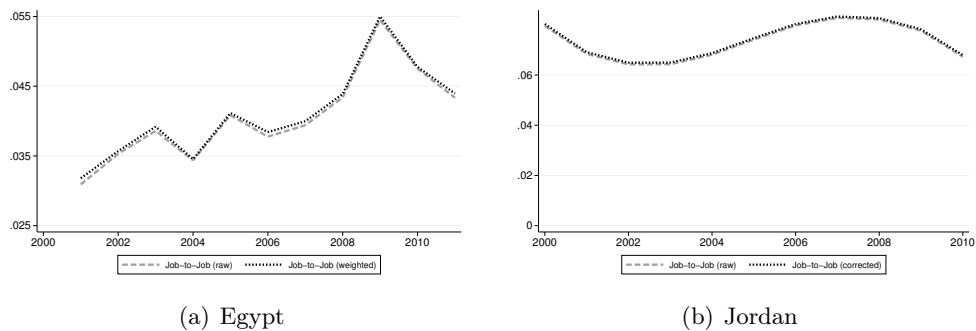 .055
.045
.035
.025
2000 2002 2004 2006 2008 2010
Job−to−Job (raw) Job−to−Job (weighted)
(a) Egypt
.06
.04
.02
0
2000 2002 2004 2006 2008 2010
Job−to−Job (raw) Job−to−Job (corrected)
(b) Jordan